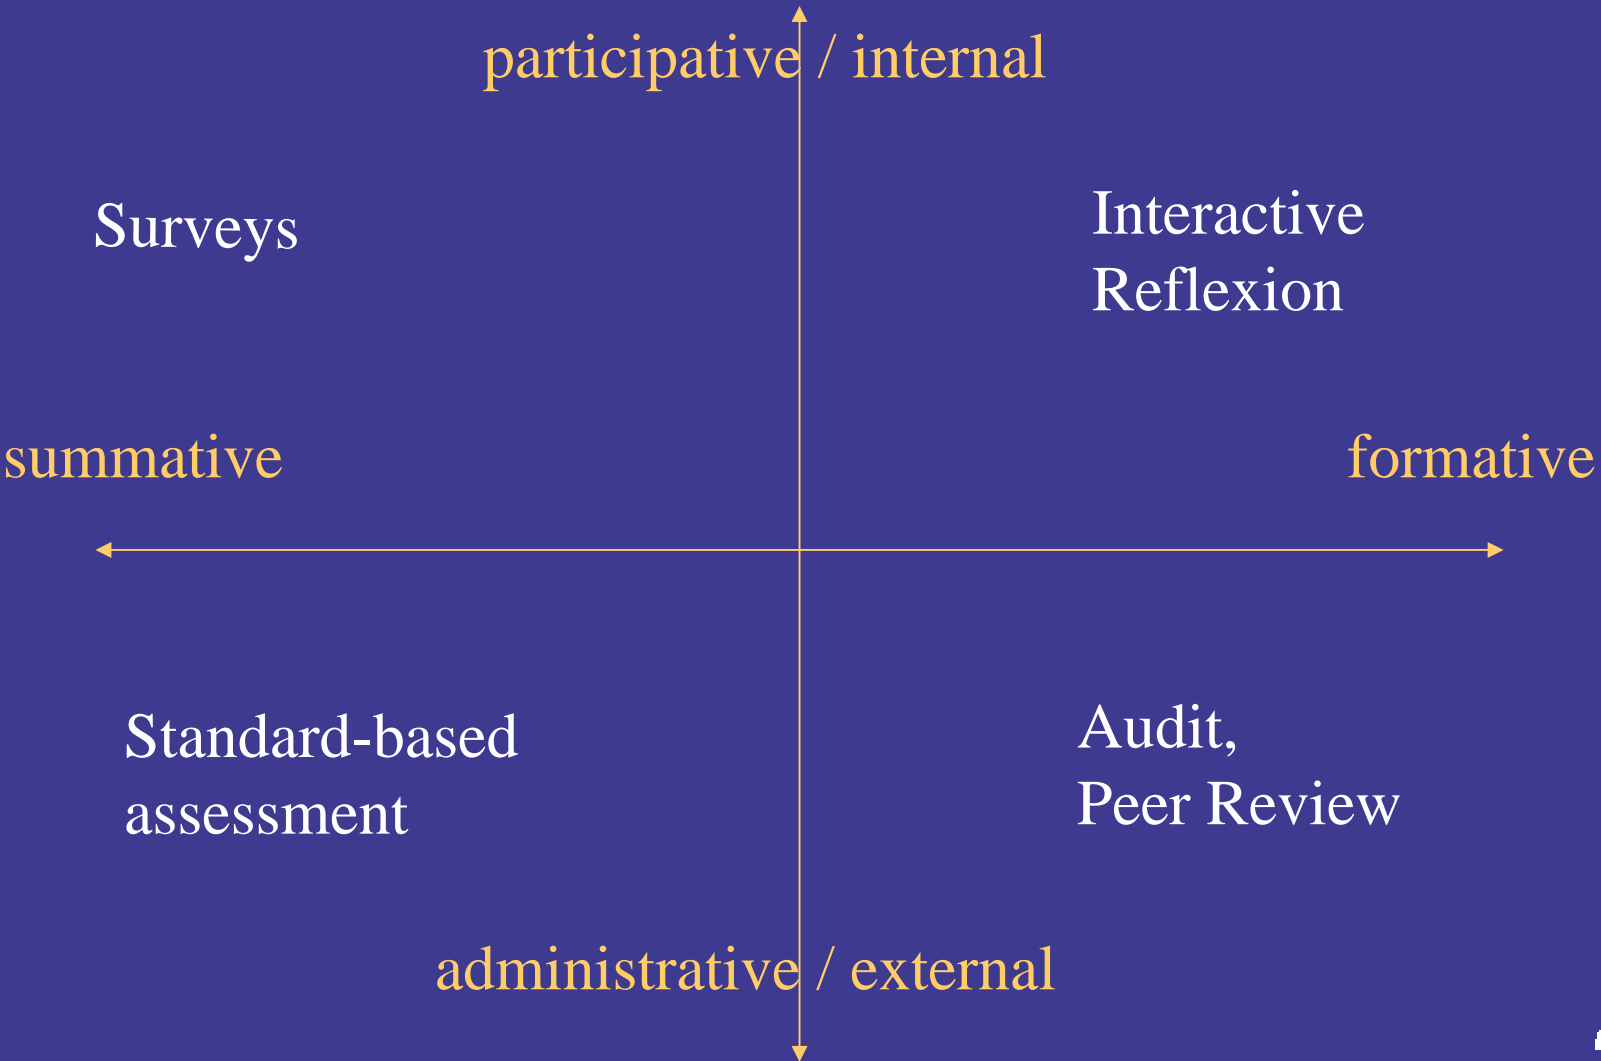 participative / internal
Surveys
Interactive
Reflexion
summative
formative
Standard-based
assessment
Audit,
Peer Review
administrative / external